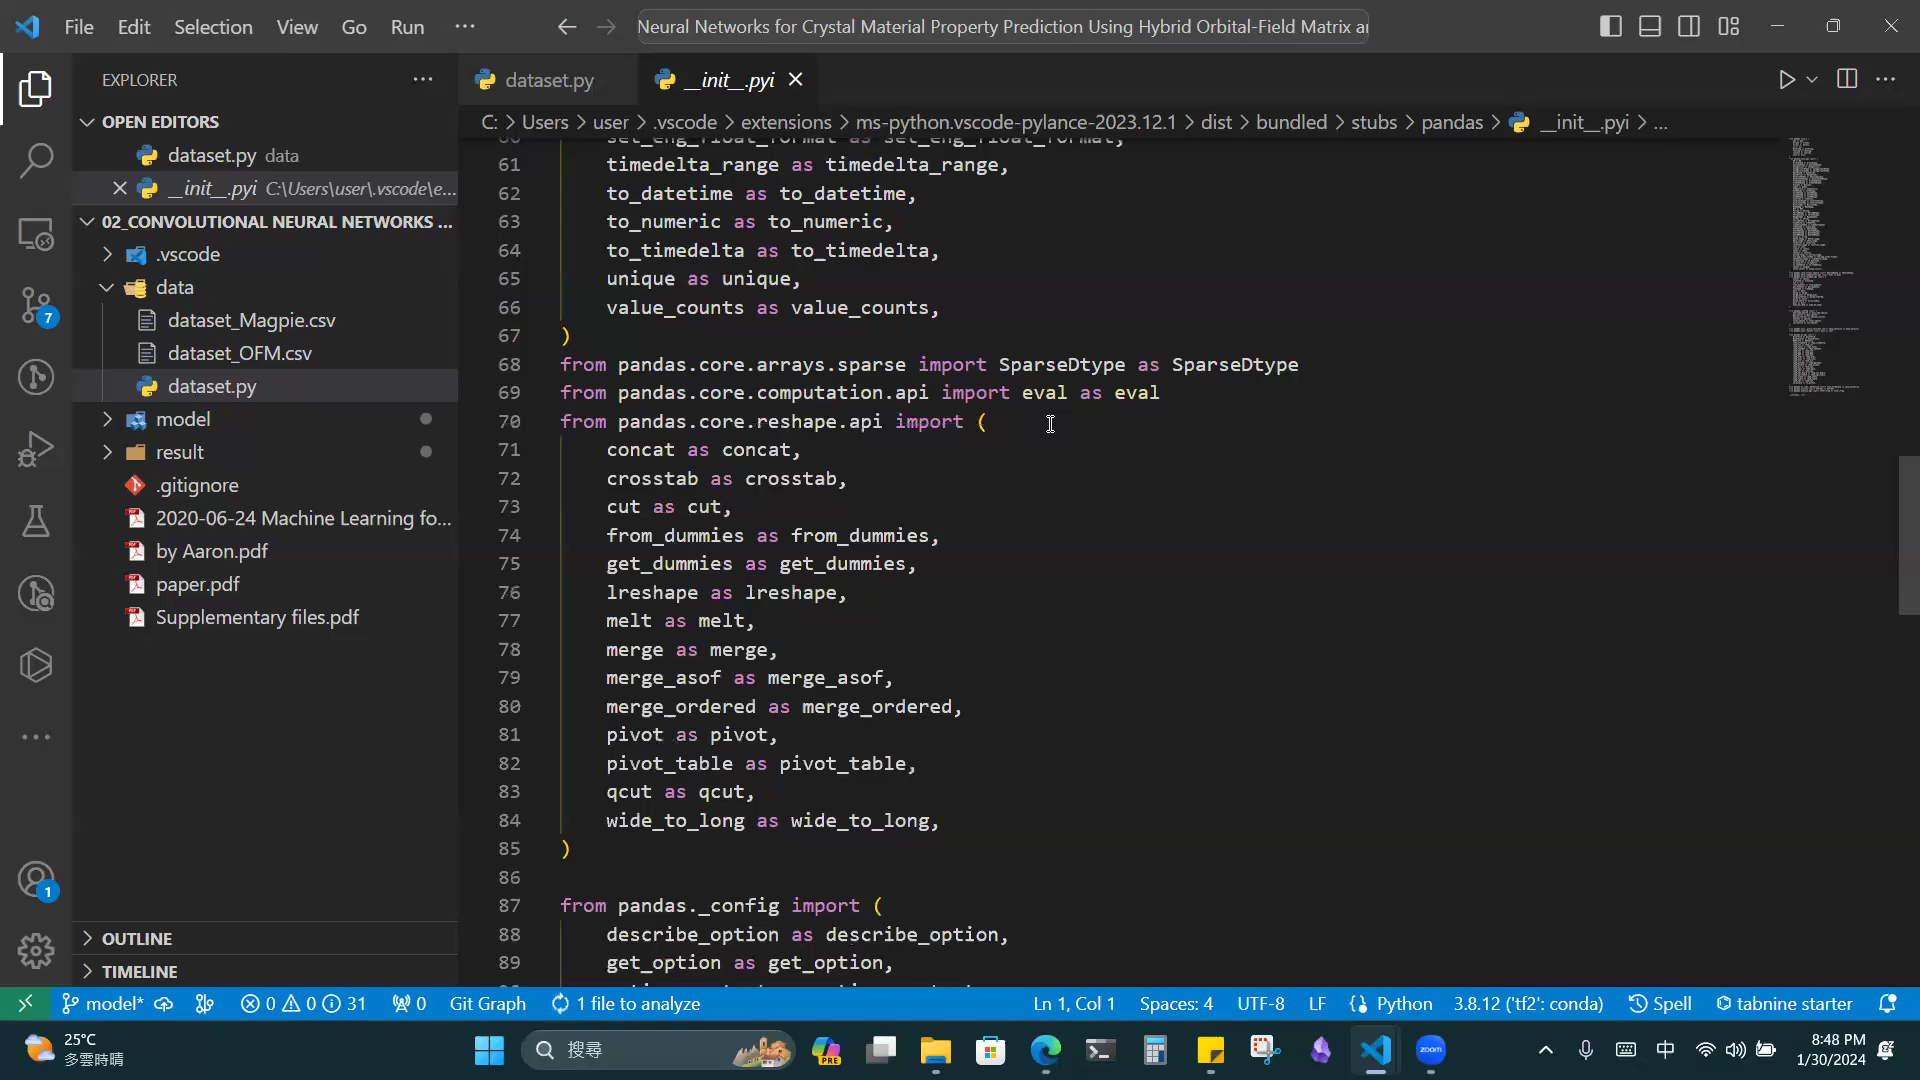 File Edit Selection View Go Run ···
Neural Networks for Crystal Material Property Prediction Using Hybrid Orbital-Field Matrix ar
EXPLORER
OPEN EDITORS
dataset.py data
__init__.pyi C:\Users\user\.vscode\e...
02_CONVOLUTIONAL NEURAL NETWORKS ...
.vscode
data
dataset_Magpie.csv
dataset_OFM.csv
dataset.py
model
result
.gitignore
2020-06-24 Machine Learning fo...
by Aaron.pdf
paper.pdf
Supplementary files.pdf
OUTLINE
TIMELINE
7
1
dataset.py
__init__.pyi
C: > Users > user > .vscode > extensions > ms-python.vscode-pylance-2023.12.1 > dist > bundled > stubs > pandas > __init__.pyi > ...
60 set_eng_float_format as set_eng_float_format,
61 timedelta_range as timedelta_range,
62 to_datetime as to_datetime,
63 to_numeric as to_numeric,
64 to_timedelta as to_timedelta,
65 unique as unique,
66 value_counts as value_counts,
67 )
68 from pandas.core.arrays.sparse import SparseDtype as SparseDtype
69 from pandas.core.computation.api import eval as eval
70 from pandas.core.reshape.api import (
71 concat as concat,
72 crosstab as crosstab,
73 cut as cut,
74 from_dummies as from_dummies,
75 get_dummies as get_dummies,
76 lreshape as lreshape,
77 melt as melt,
78 merge as merge,
79 merge_asof as merge_asof,
80 merge_ordered as merge_ordered,
81 pivot as pivot,
82 pivot_table as pivot_table,
83 qcut as qcut,
84 wide_to_long as wide_to_long,
85 )
86
87 from pandas._config import (
88 describe_option as describe_option,
89 get_option as get_option,
model* 0 0 31 0 Git Graph 1 file to analyze Ln 1, Col 1 Spaces: 4 UTF-8 LF Python 3.8.12 ('tf2': conda) Spell tabnine starter
25°C
多雲時晴
搜尋
PRE
zoom
中
8:48 PM
1/30/2024